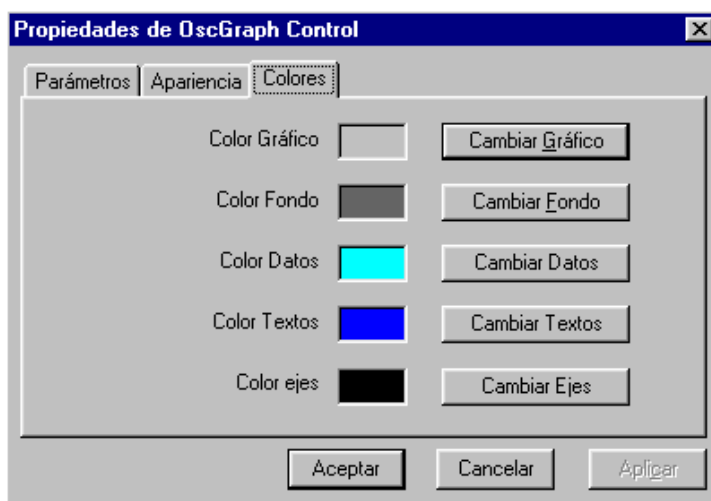 Propiedades de OscGraph Control
Parámetros Apariencia Colores
Color Gráfico Cambiar Gráfico
Color Fondo Cambiar Fondo
Color Datos Cambiar Datos
Color Textos Cambiar Textos
Color ejes Cambiar Ejes
Aceptar Cancelar Aplicar